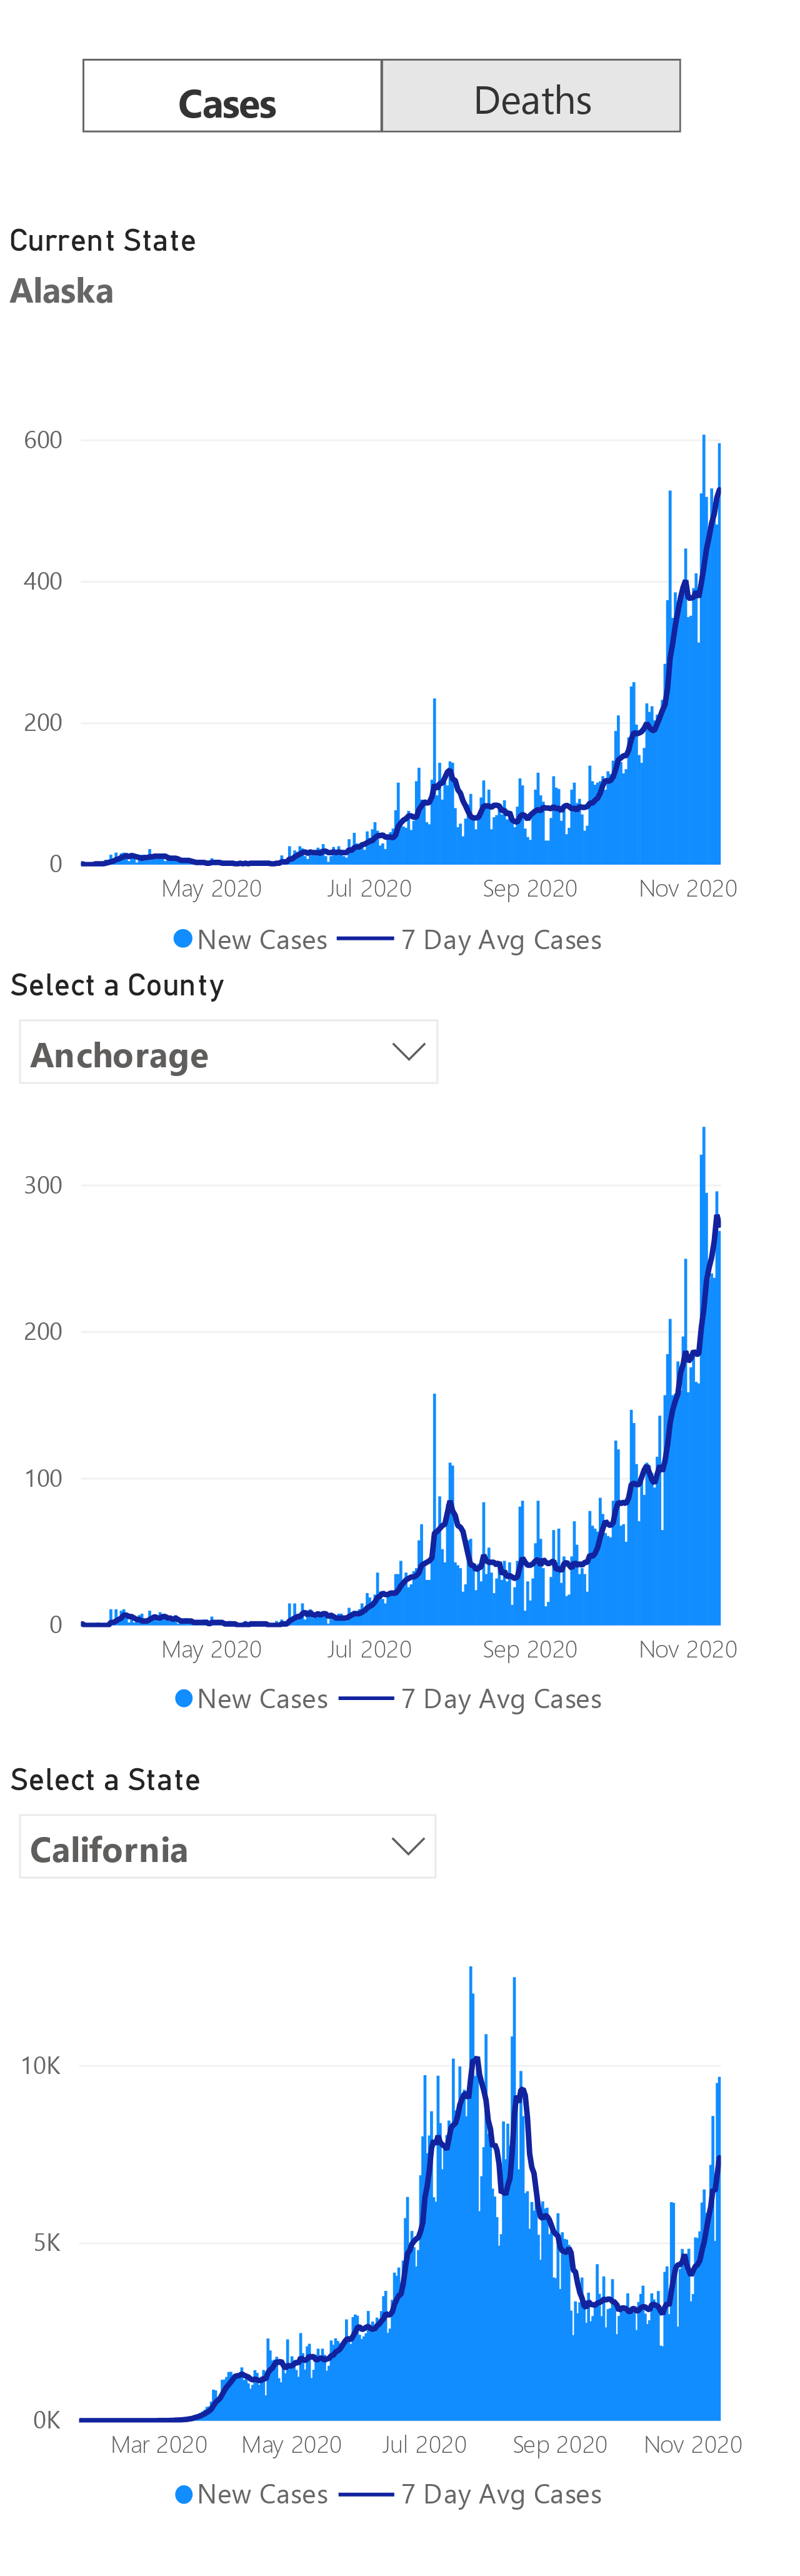 Cases Deaths
Current State
Alaska
600
400
200
0
May 2020 Jul 2020 Sep 2020 Nov 2020
New Cases 7 Day Avg Cases
Select a County
Anchorage
300
200
100
0
May 2020 Jul 2020 Sep 2020 Nov 2020
New Cases 7 Day Avg Cases
Select a State
California
10K
5K
0K
Mar 2020 May 2020 Jul 2020 Sep 2020 Nov 2020
New Cases 7 Day Avg Cases